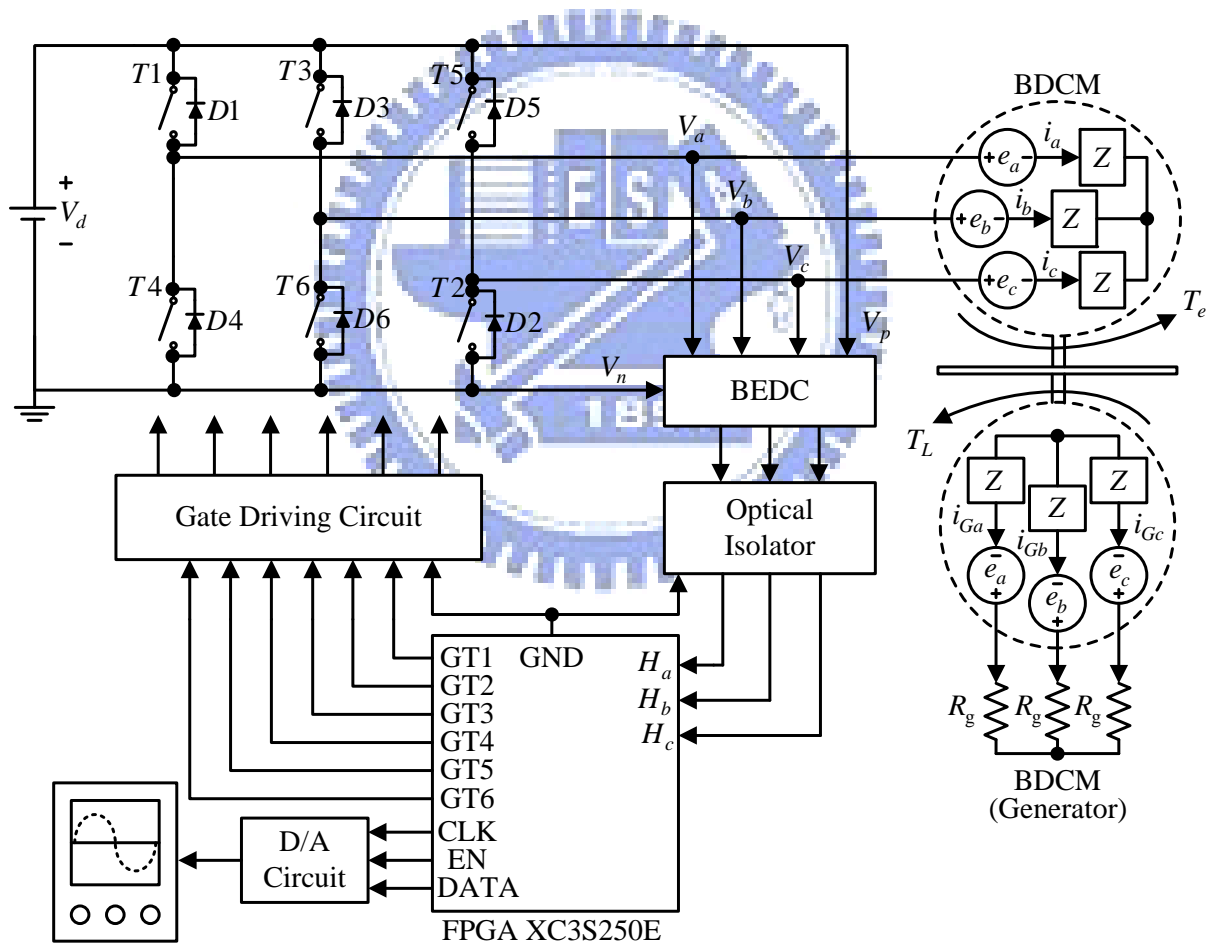 BDCM
T1
T3
T5
D1
D3
D5
V_a
i_a
+ e_a −
Z
+
V_d
−
V_b
i_b
+ e_b −
Z
V_c
i_c
+ e_c −
Z
T4
T6
T2
D4
D6
D2
V_p
T_e
V_n
BEDC
T_L
Gate Driving Circuit
Optical
Isolator
Z
Z
Z
i_Ga
i_Gb
i_Gc
−
e_a
+
−
e_b
+
−
e_c
+
GND
GT1
GT2
GT3
GT4
GT5
GT6
CLK
EN
DATA
H_a
H_b
H_c
R_g
R_g
R_g
BDCM
(Generator)
D/A
Circuit
FPGA XC3S250E